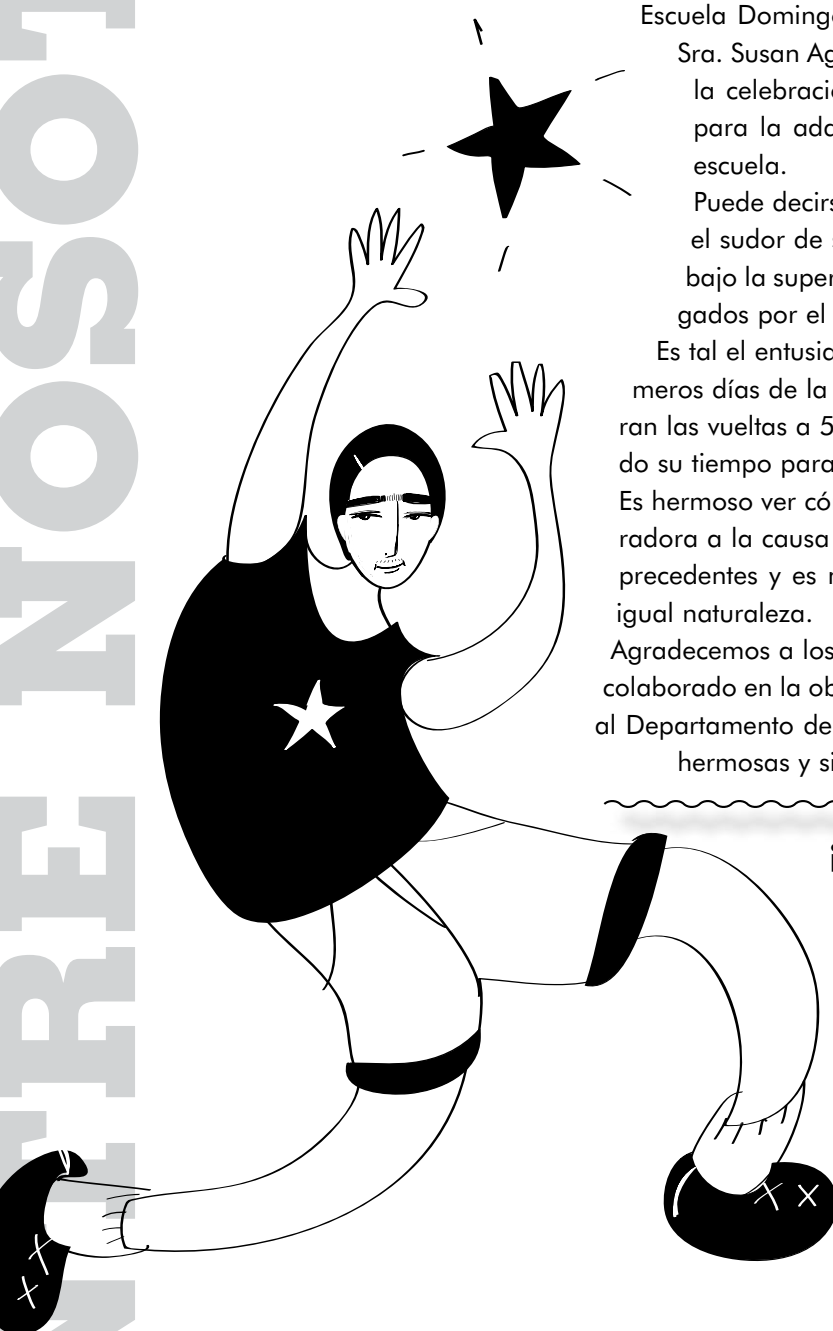 NTRE NOSOT
Escuela Doming
Sra. Susan Ag
la celebraci
para la
escuela.
Puede decirs
el sudor de
bajo la super
gados por el
Es tal el entusia
meros días de la
ran las vueltas a 5
do su tiempo para
Es hermoso ver có
radora a la causa
precedentes y es
igual naturaleza.
Agradecemos a los
colaborado en la ob
al Departamento de
hermosas y si